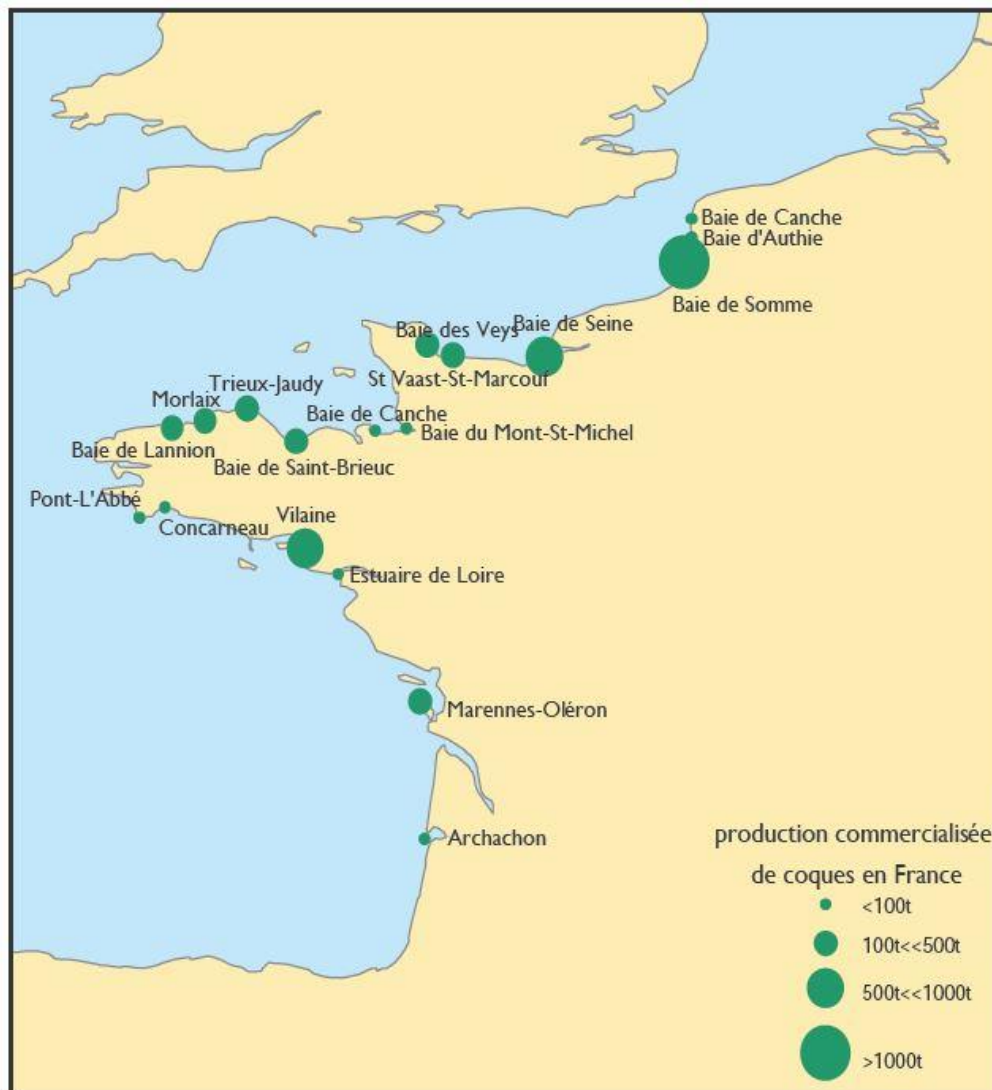 Baie de Canche
Baie d'Authie
Baie de Somme
Baie des Veys
Baie de Seine
St Vaast-St-Marcouf
Trieux-Jaudy
Morlaix
Baie de Canche
Baie du Mont-St-Michel
Baie de Lannion
Baie de Saint-Brieuc
Pont-L'Abbé
Concarneau
Vilaine
Estuaire de Loire
Marennes-Oléron
Archachon
production commercialisée
de coques en France
<100t
100t<<500t
500t<<1000t
>1000t